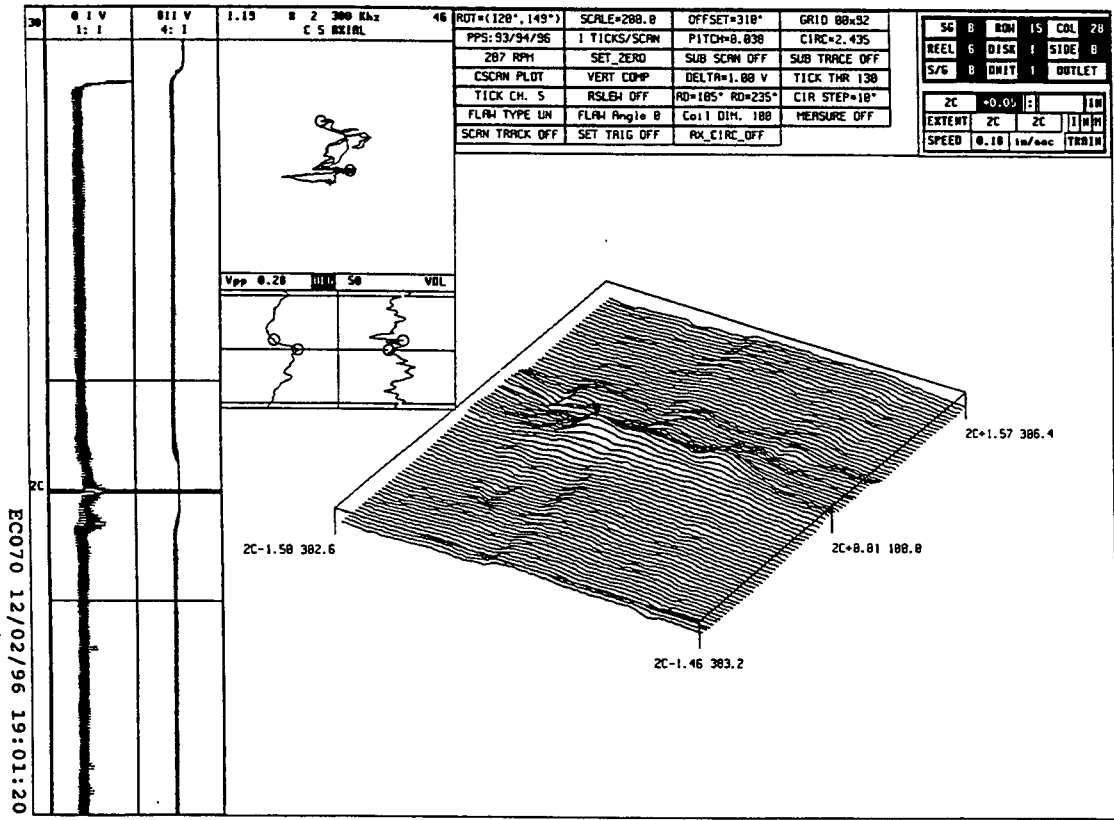 30
0 1 V
1: 1
811 V
4: 1
1.19 8 2 300 Khz 46
C 5 AXIAL
ROT=(120°,149°) SCALE=200.0 OFFSET=310° GRID 80x92
PPS:93/94/96 1 TICKS/SCAN PITCH=0.038 CIRC=2.435
207 RPM SET_ZERO SUB SCAN OFF SUB TRACE OFF
CSCAN PLOT VERT COMP DELTA=1.00 V TICK THR 130
TICK CH. 5 RSLEW OFF RD=185° RD=235° CIR STEP=10°
FLAW TYPE UN FLAW Angle 0 Coil DIM. 100 MEASURE OFF
SCAN TRACK OFF SET TRIG OFF AX_CIRC_OFF
SG B ROW 15 COL 28
REEL 6 DISK 1 SIDE B
S/G B UNIT 1 OUTLET
2C +0.05 : IN
EXTENT 2C 2C
SPEED 0.18 in/sec TRAIN
Vpp 0.28 50 VOL
2C
2C+1.57 386.4
2C-1.50 302.6
2C+0.01 100.0
2C-1.46 303.2
EC070 12/02/96 19:01:20